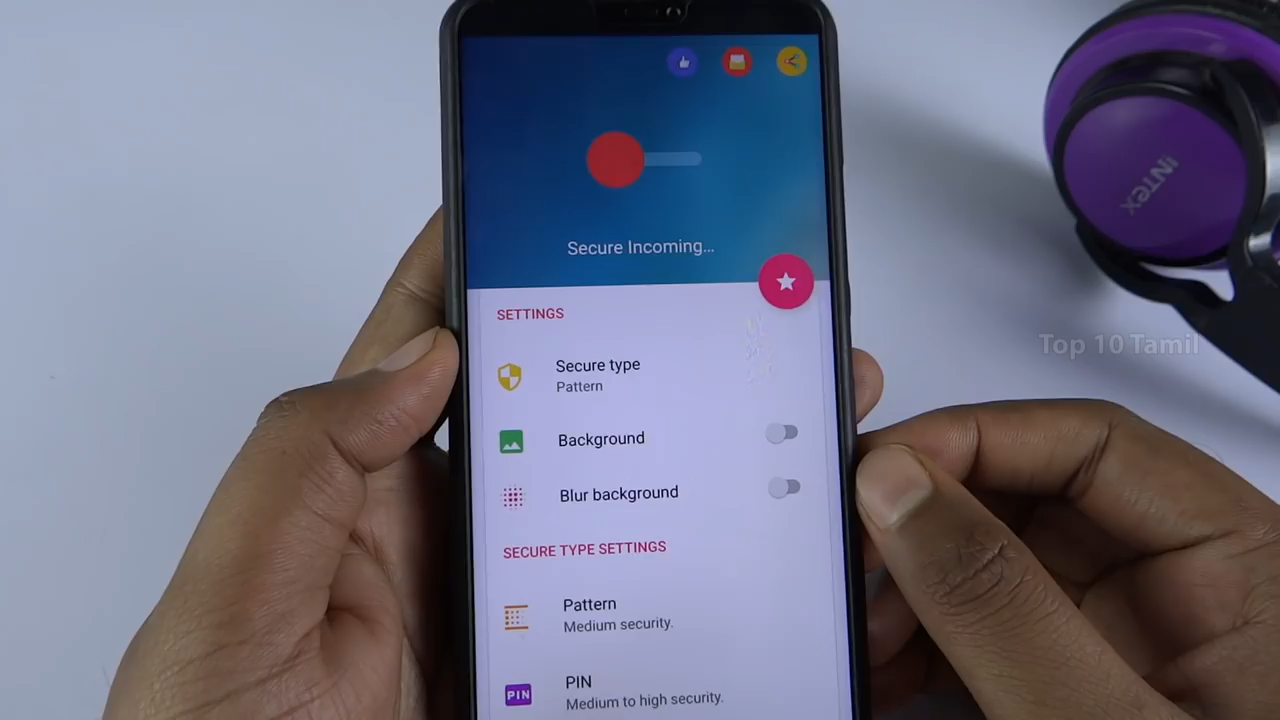 Secure Incoming...
SETTINGS
Secure type
Pattern
Background
Blur background
SECURE TYPE SETTINGS
Pattern
Medium security.
PIN
PIN
Medium to high security.
INTEX
Top 10 Tamil